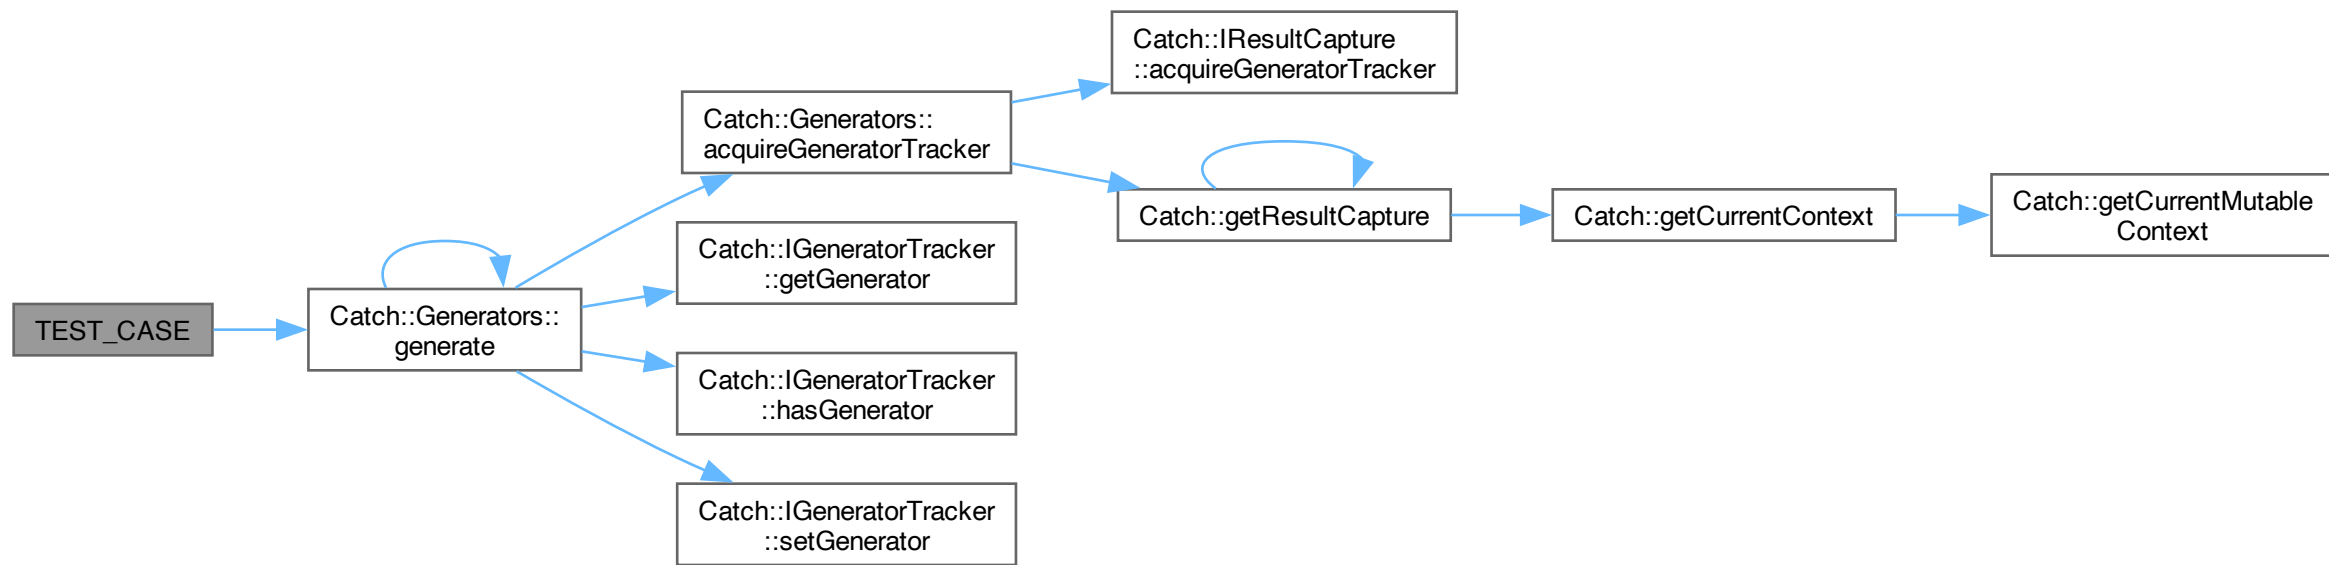 TEST_CASE
Catch::Generators::
generate
Catch::Generators::
acquireGeneratorTracker
Catch::IGeneratorTracker
::getGenerator
Catch::IGeneratorTracker
::hasGenerator
Catch::IGeneratorTracker
::setGenerator
Catch::IResultCapture
::acquireGeneratorTracker
Catch::getResultCapture
Catch::getCurrentContext
Catch::getCurrentMutable
Context